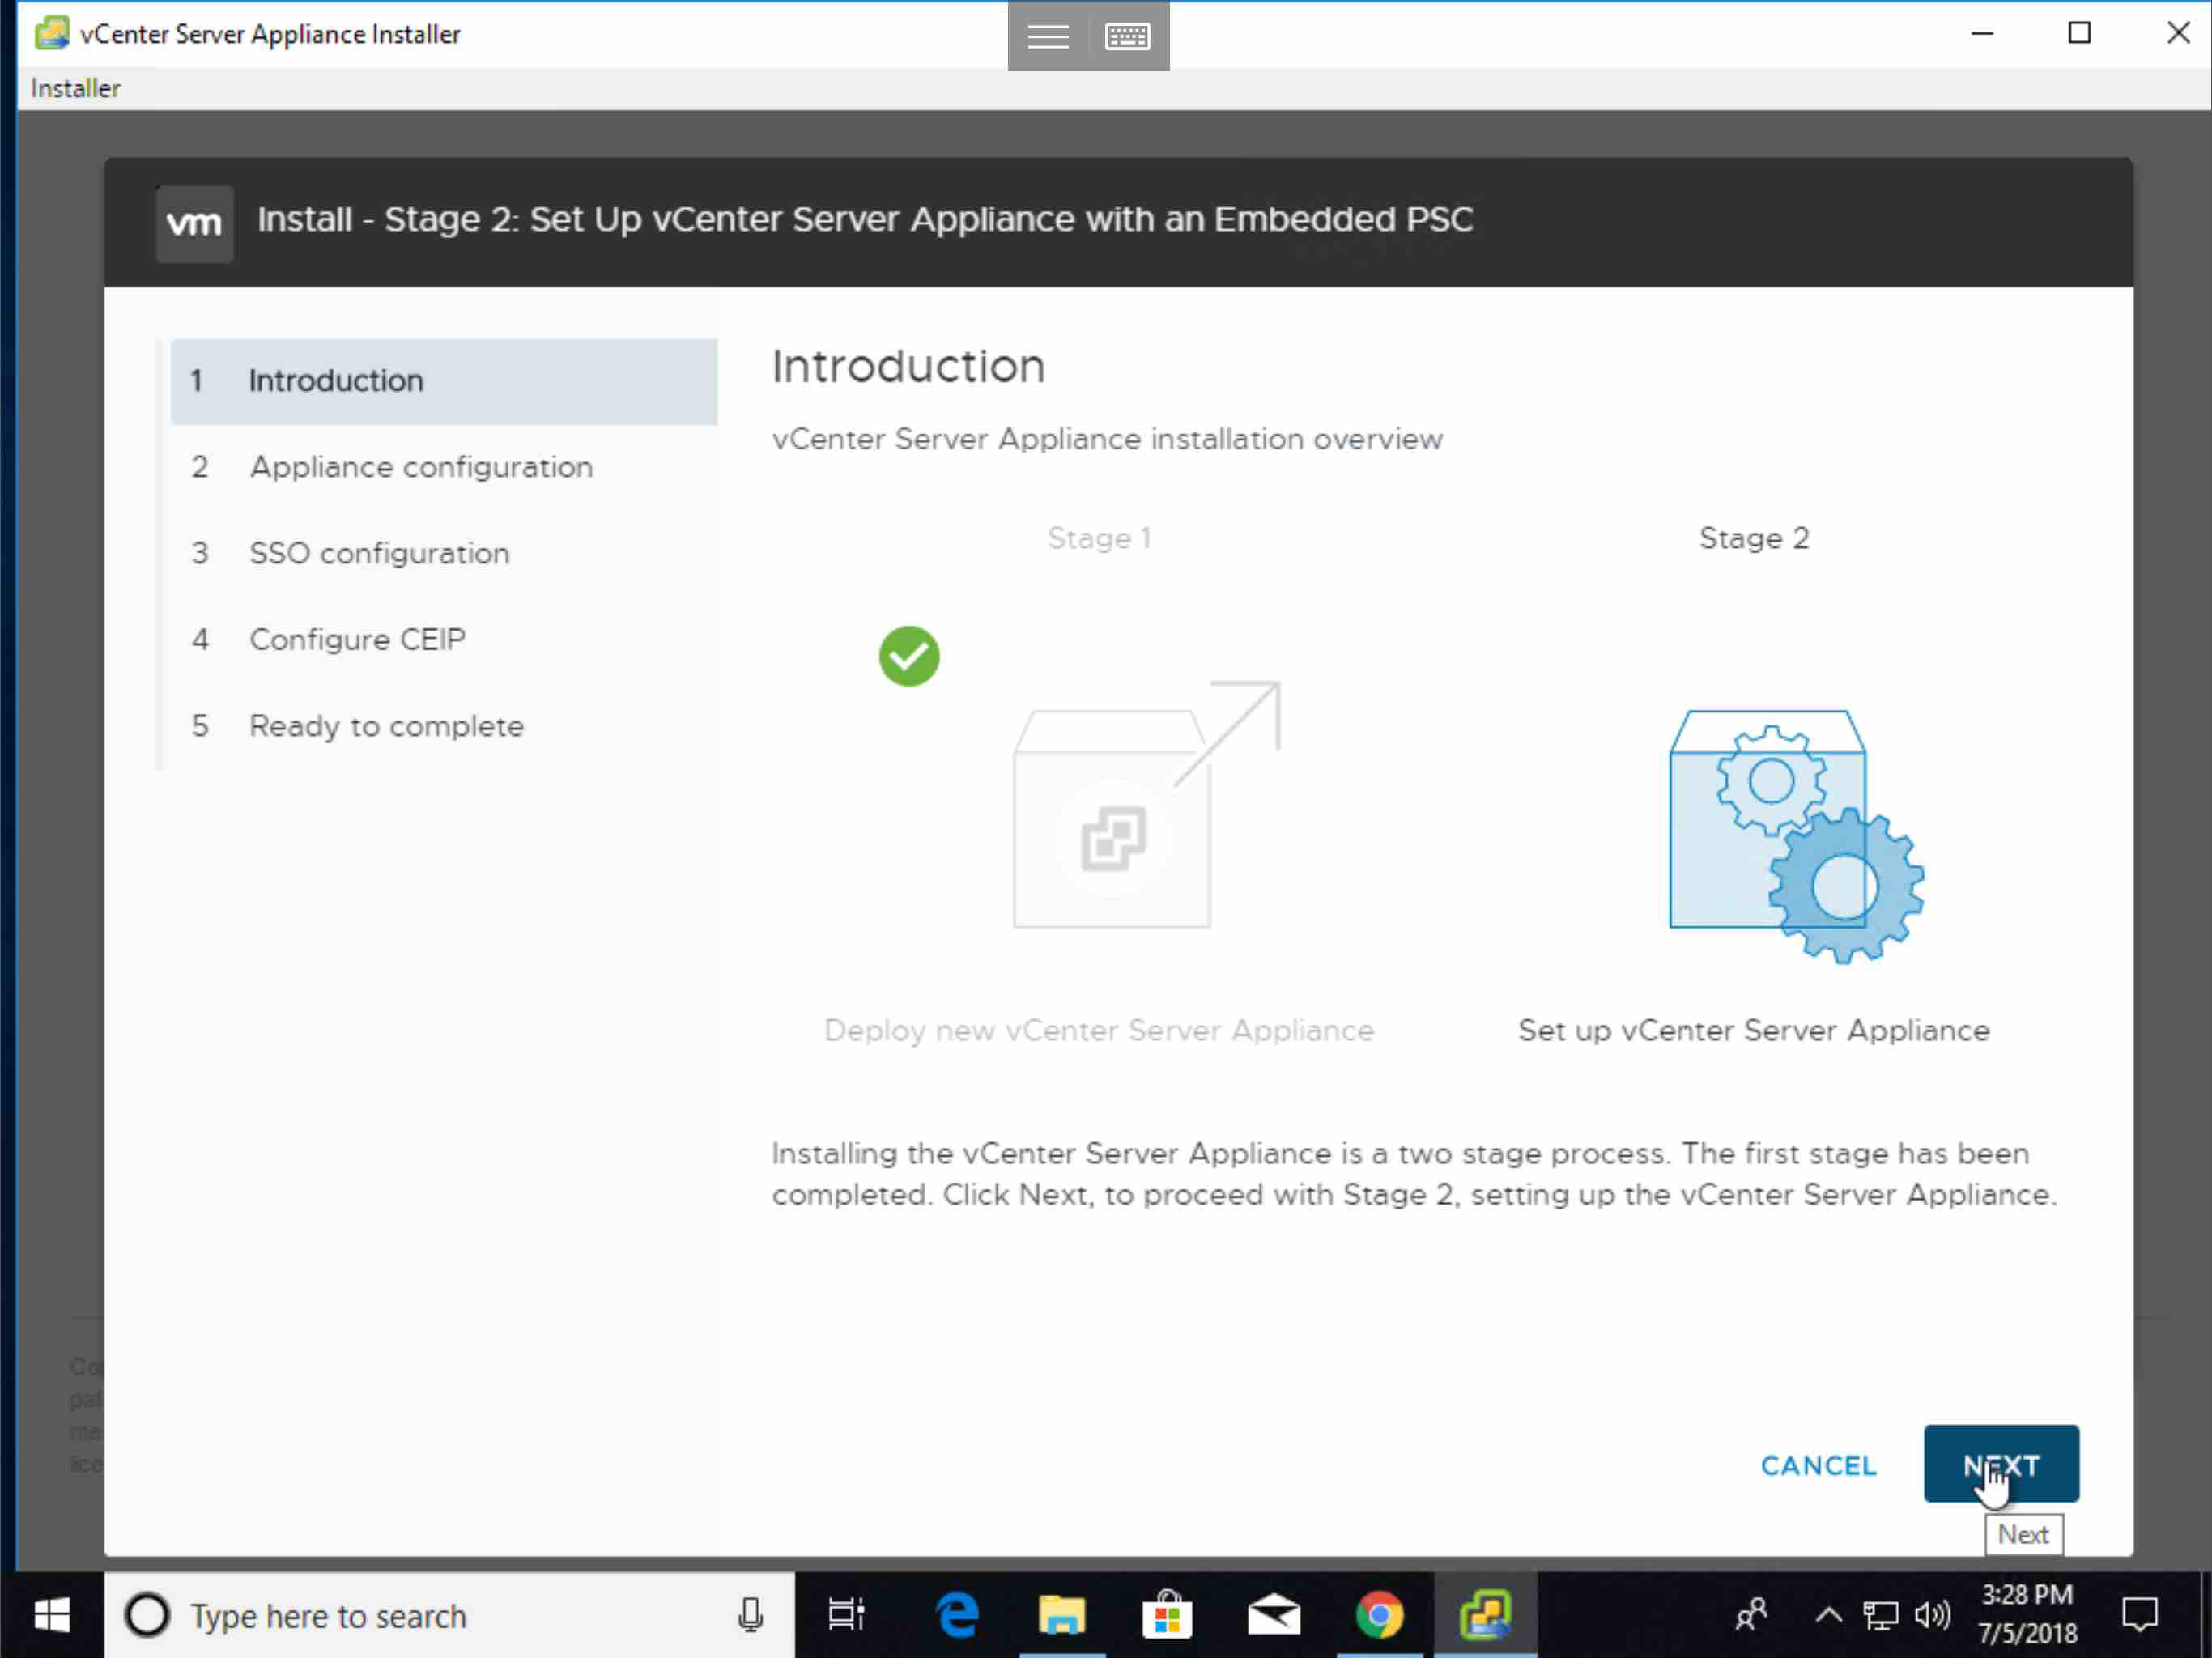 vCenter Server Appliance Installer
Installer
vm Install - Stage 2: Set Up vCenter Server Appliance with an Embedded PSC
1 Introduction
2 Appliance configuration
3 SSO configuration
4 Configure CEIP
5 Ready to complete
Introduction
vCenter Server Appliance installation overview
Stage 1
Stage 2
Deploy new vCenter Server Appliance
Set up vCenter Server Appliance
Installing the vCenter Server Appliance is a two stage process. The first stage has been
completed. Click Next, to proceed with Stage 2, setting up the vCenter Server Appliance.
CANCEL
NEXT
Next
Type here to search
3:28 PM
7/5/2018